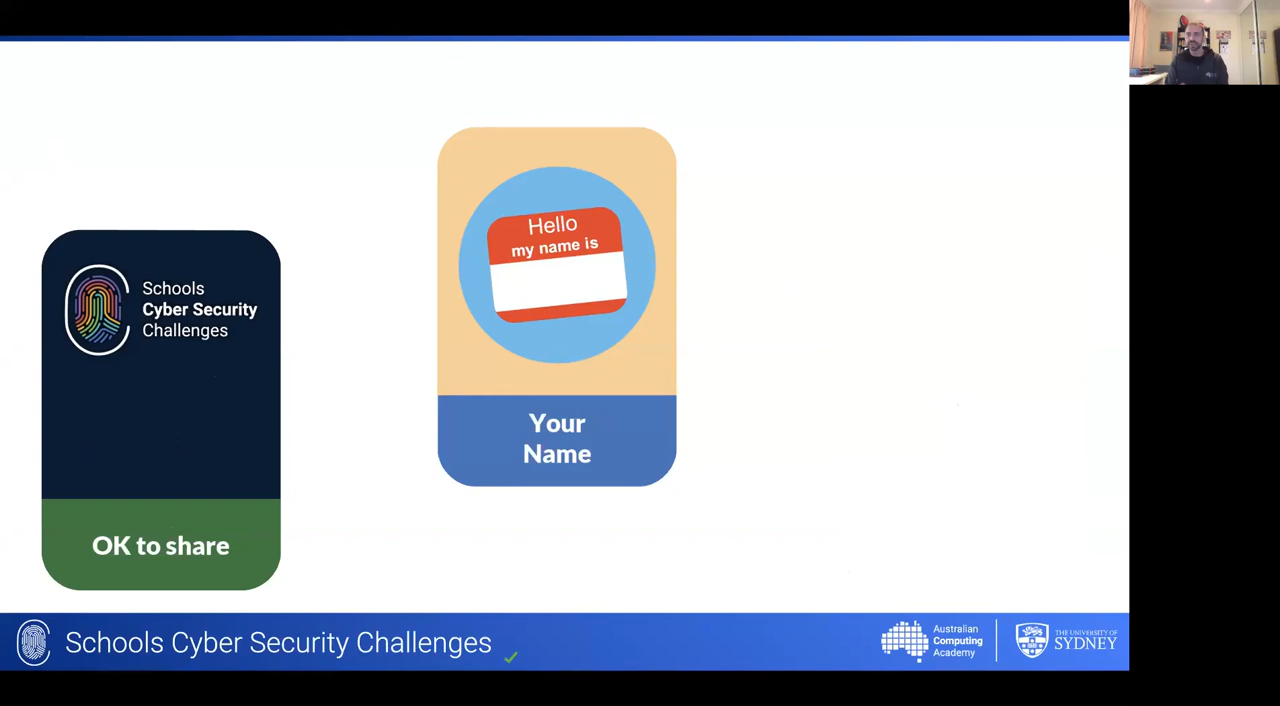 Hello
my name is
Schools
Cyber Security
Challenges
Your
Name
OK to share
Schools Cyber Security Challenges
Australian
Computing
Academy
THE UNIVERSITY OF
SYDNEY